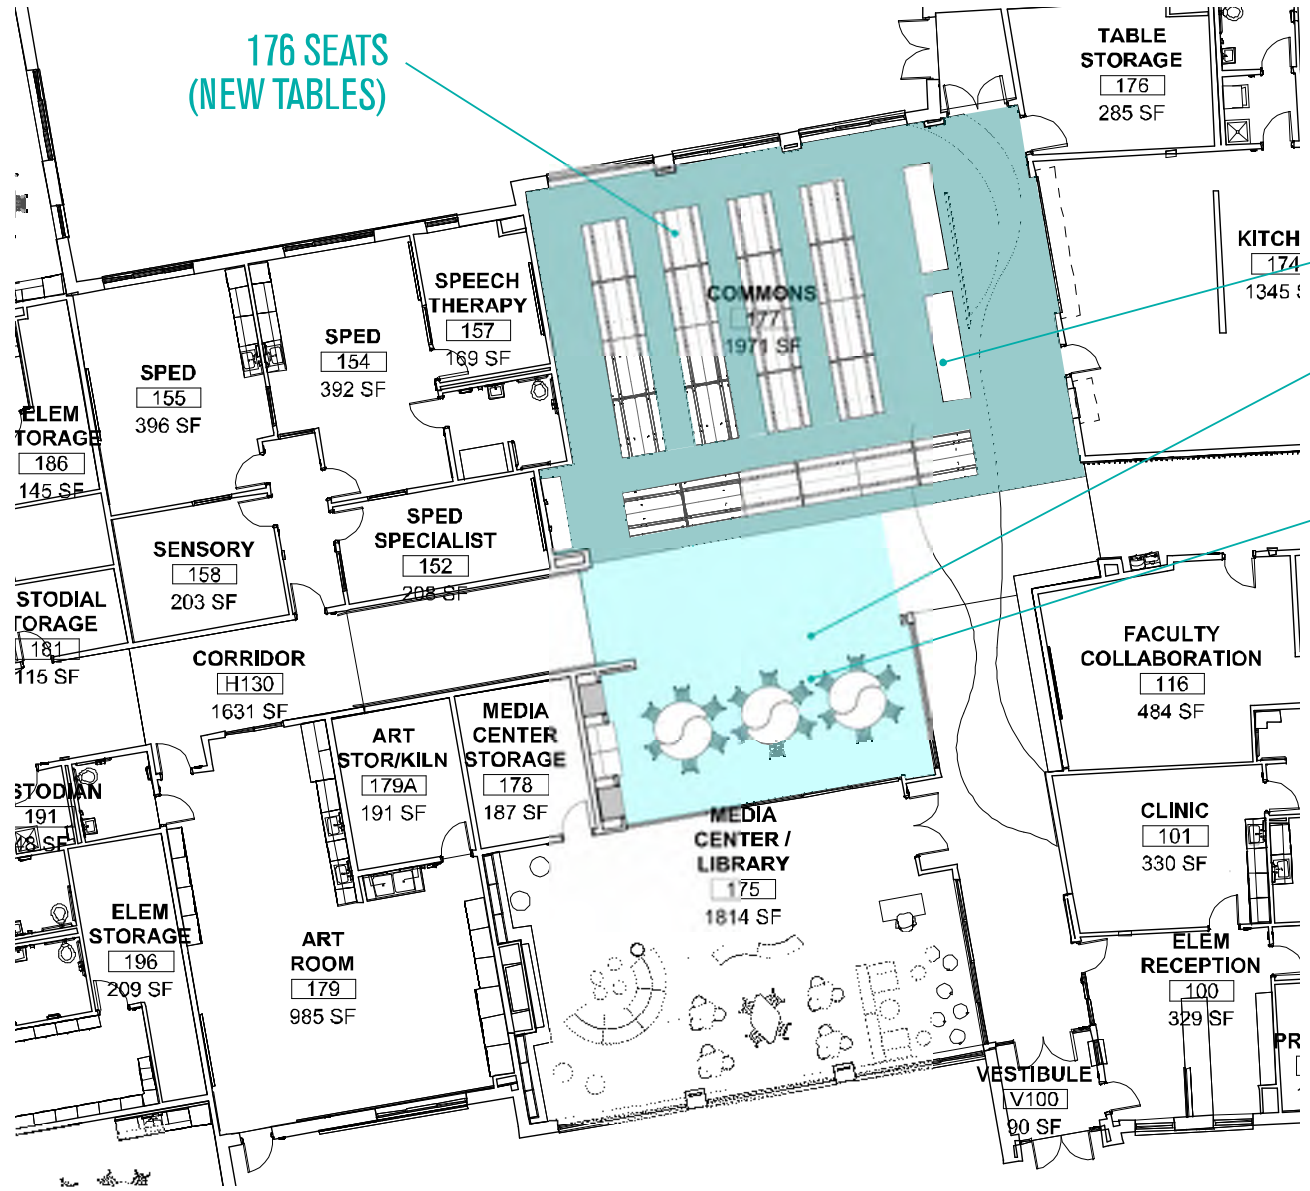 176 SEATS
(NEW TABLES)
TABLE
STORAGE
176
285 SF
KITCH
174
1345
COMMONS
177
1971 SF
SPEECH
THERAPY
157
169 SF
SPED
154
392 SF
SPED
155
396 SF
ELEM
TORAGE
186
145 SF
SPED
SPECIALIST
152
208 SF
SENSORY
158
203 SF
STODIAL
TORAGE
181
115 SF
CORRIDOR
H130
1631 SF
FACULTY
COLLABORATION
116
484 SF
ART
STOR/KILN
179A
191 SF
MEDIA
CENTER
STORAGE
178
187 SF
STODIAN
191
MEDIA
CENTER /
LIBRARY
175
1814 SF
CLINIC
101
330 SF
ELEM
STORAGE
196
209 SF
ART
ROOM
179
985 SF
ELEM
RECEPTION
100
329 SF
PR
VESTIBULE
V100
90 SF